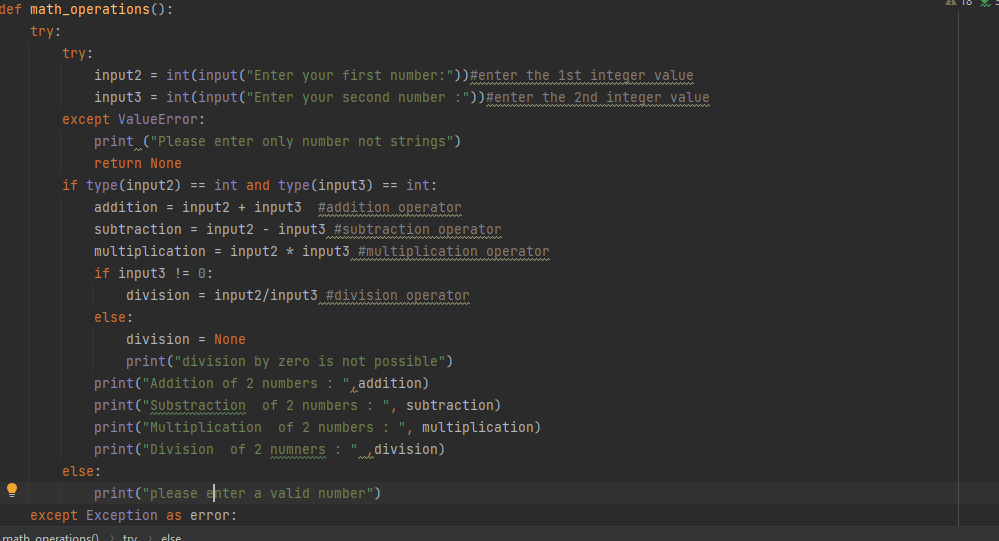 18
def math_operations():
    try:
        try:
            input2 = int(input("Enter your first number:"))#enter the 1st integer value
            input3 = int(input("Enter your second number :"))#enter the 2nd integer value
        except ValueError:
            print ("Please enter only number not strings")
            return None
        if type(input2) == int and type(input3) == int:
            addition = input2 + input3  #addition operator
            subtraction = input2 - input3 #subtraction operator
            multiplication = input2 * input3 #multiplication operator
            if input3 != 0:
                division = input2/input3 #division operator
            else:
                division = None
                print("division by zero is not possible")
            print("Addition of 2 numbers : ",addition)
            print("Substraction  of 2 numbers : ", subtraction)
            print("Multiplication  of 2 numbers : ", multiplication)
            print("Division  of 2 numners : " ,division)
        else:
            print("please enter a valid number")
    except Exception as error:
math_operations() > try > else